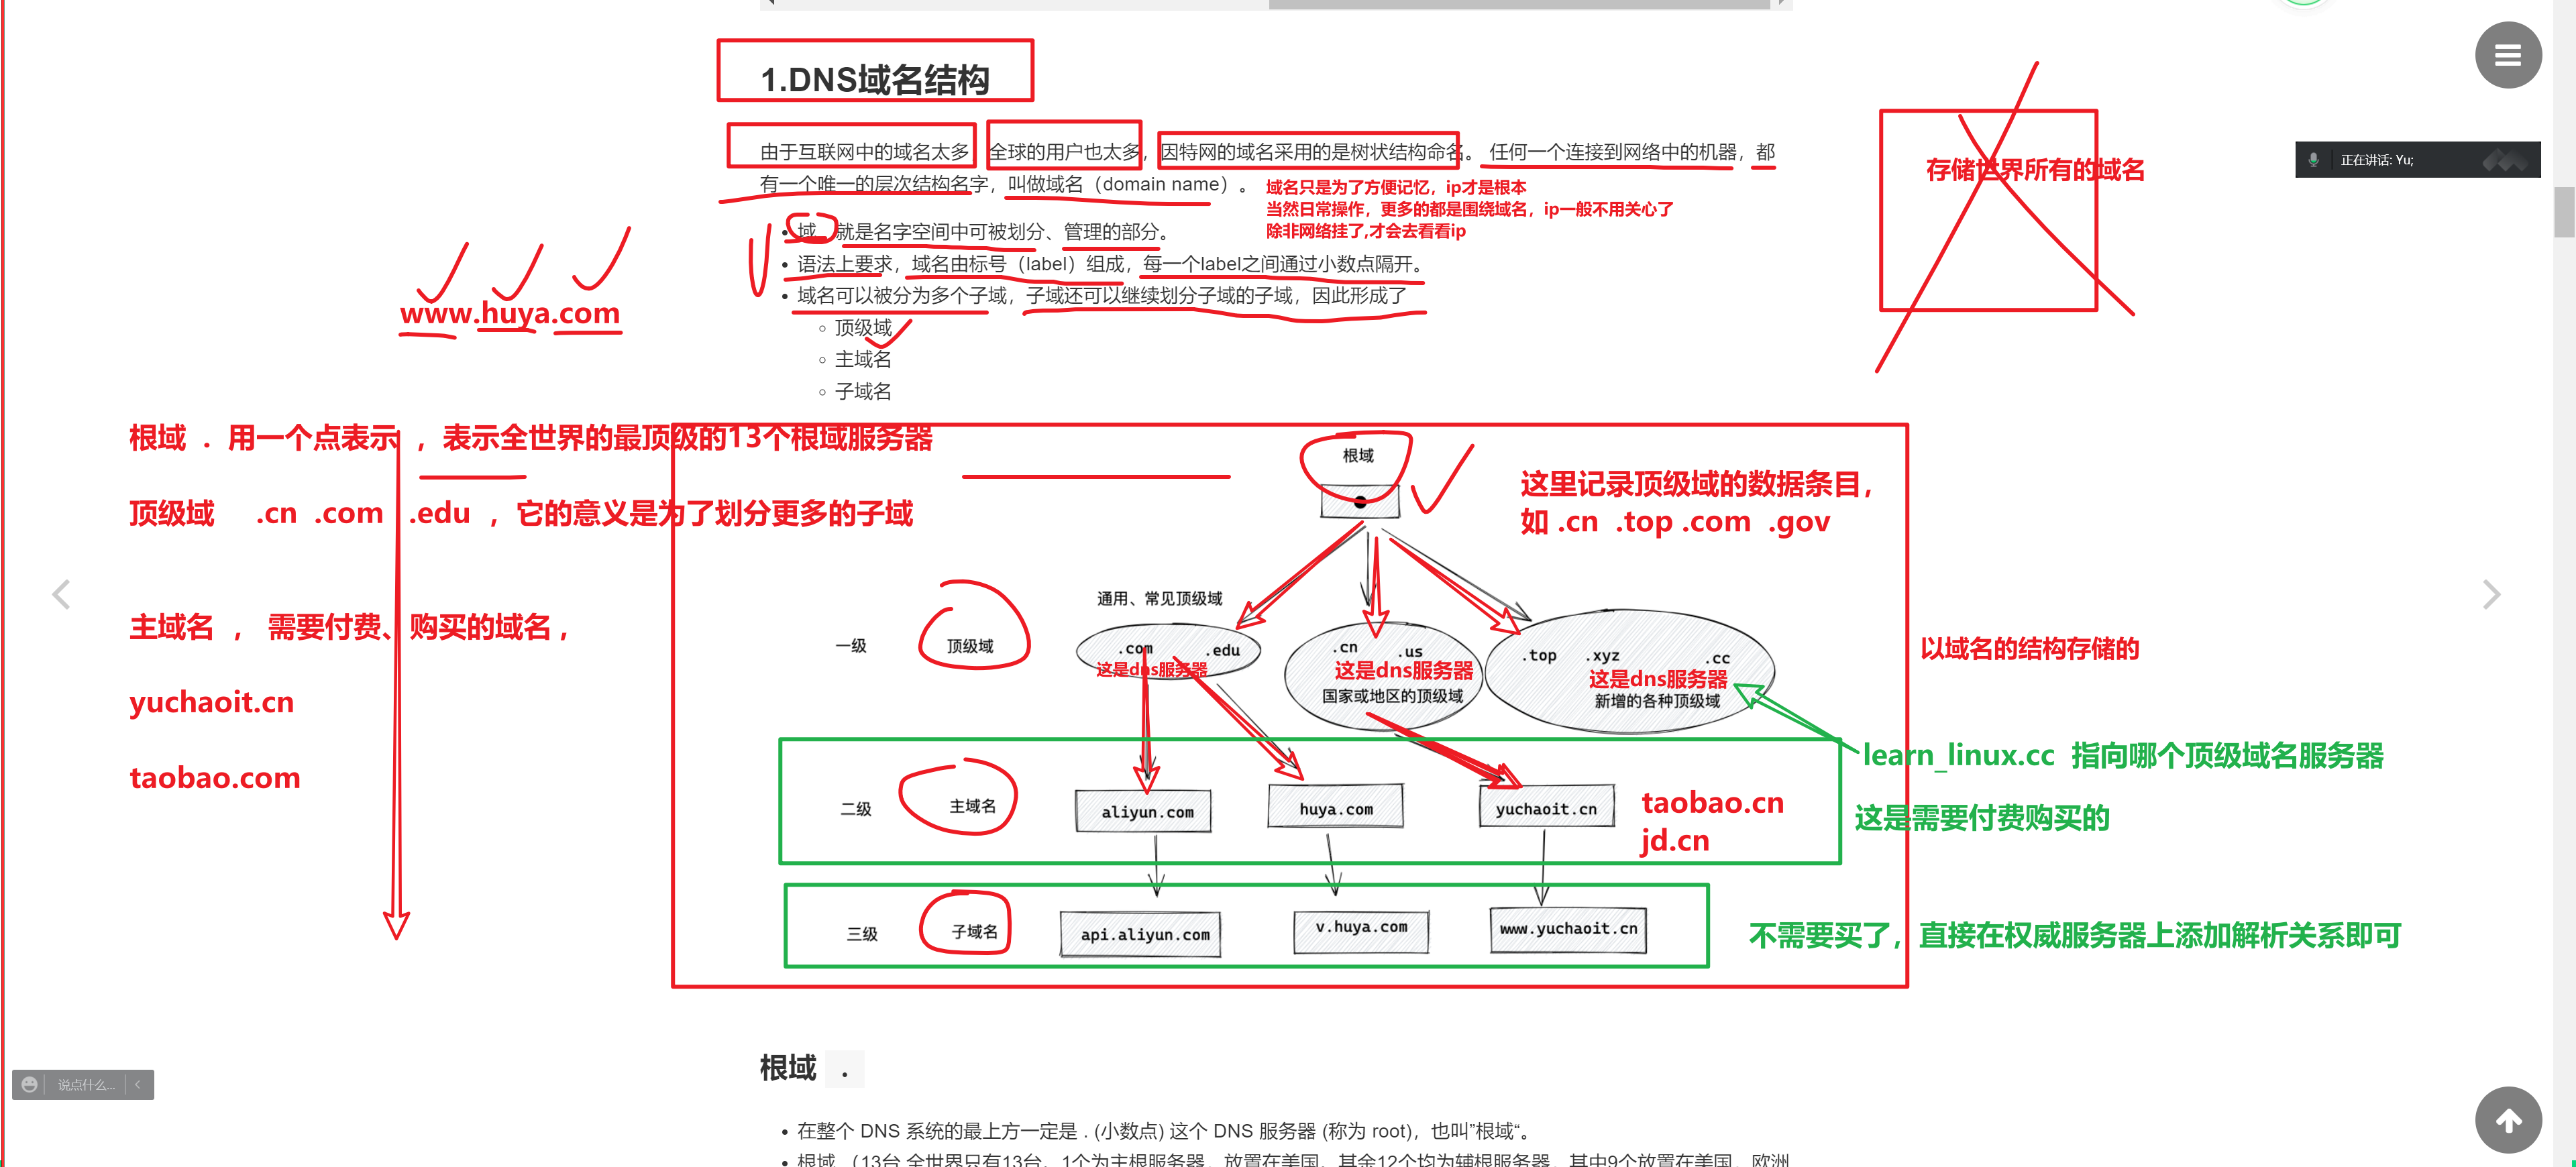 1.DNS域名结构
由于互联网中的域名太多 全球的用户也太多，因特网的域名采用的是树状结构命名。 任何一个连接到网络中的机器，都
有一个唯一的层次结构名字，叫做域名（domain name）。
域名只是为了方便记忆，ip才是根本
当然日常操作，更多的都是围绕域名，ip一般不用关心了
除非网络挂了,才会去看看ip
存储世界所有的域名
正在讲话: Yu;
• 域，就是名字空间中可被划分、管理的部分。
• 语法上要求，域名由标号（label）组成，每一个label之间通过小数点隔开。
• 域名可以被分为多个子域，子域还可以继续划分子域的子域，因此形成了
www.huya.com
◦ 顶级域
◦ 主域名
◦ 子域名
根域 . 用一个点表示 ，表示全世界的最顶级的13个根域服务器
顶级域 .cn .com .edu ，它的意义是为了划分更多的子域
主域名 ， 需要付费、购买的域名，
yuchaoit.cn
taobao.com
根域
这里记录顶级域的数据条目，
如 .cn .top .com .gov
通用、常见顶级域
一级 顶级域
.com .edu
这是dns服务器
.cn .us
这是dns服务器
国家或地区的顶级域
.top .xyz .cc
这是dns服务器
新增的各种顶级域
以域名的结构存储的
learn_linux.cc 指向哪个顶级域名服务器
二级 主域名 aliyun.com huya.com yuchaoit.cn
taobao.cn
jd.cn
这是需要付费购买的
三级 子域名 api.aliyun.com v.huya.com www.yuchaoit.cn
不需要买了，直接在权威服务器上添加解析关系即可
根域 .
说点什么...
• 在整个 DNS 系统的最上方一定是 . (小数点) 这个 DNS 服务器 (称为 root)，也叫”根域“。
• 根域 （13台 全世界只有13台。1个为主根服务器，放置在美国。其余12个均为辅根服务器，其中9个放置在美国，欧洲